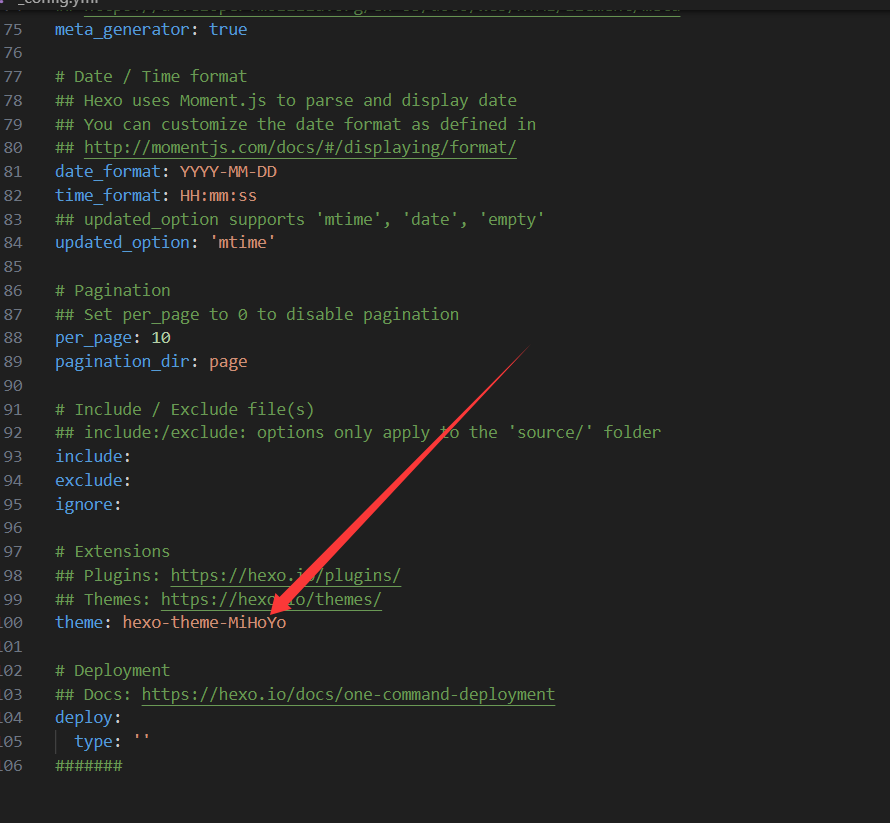 _config.yml
75 meta_generator: true
76
77 # Date / Time format
78 ## Hexo uses Moment.js to parse and display date
79 ## You can customize the date format as defined in
80 ## http://momentjs.com/docs/#/displaying/format/
81 date_format: YYYY-MM-DD
82 time_format: HH:mm:ss
83 ## updated_option supports 'mtime', 'date', 'empty'
84 updated_option: 'mtime'
85
86 # Pagination
87 ## Set per_page to 0 to disable pagination
88 per_page: 10
89 pagination_dir: page
90
91 # Include / Exclude file(s)
92 ## include:/exclude: options only apply to the 'source/' folder
93 include:
94 exclude:
95 ignore:
96
97 # Extensions
98 ## Plugins: https://hexo.io/plugins/
99 ## Themes: https://hexo.io/themes/
100 theme: hexo-theme-MiHoYo
101
102 # Deployment
103 ## Docs: https://hexo.io/docs/one-command-deployment
104 deploy:
105 type: ''
106 #######